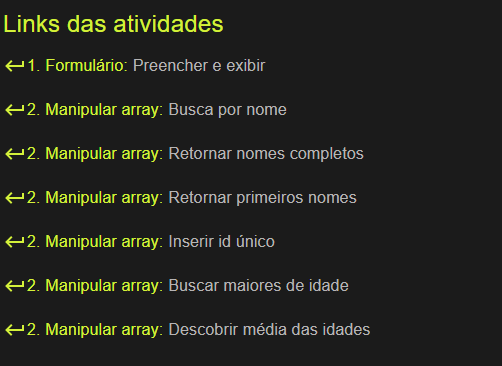 Links das atividades
1. Formulário: Preencher e exibir
2. Manipular array: Busca por nome
2. Manipular array: Retornar nomes completos
2. Manipular array: Retornar primeiros nomes
2. Manipular array: Inserir id único
2. Manipular array: Buscar maiores de idade
2. Manipular array: Descobrir média das idades